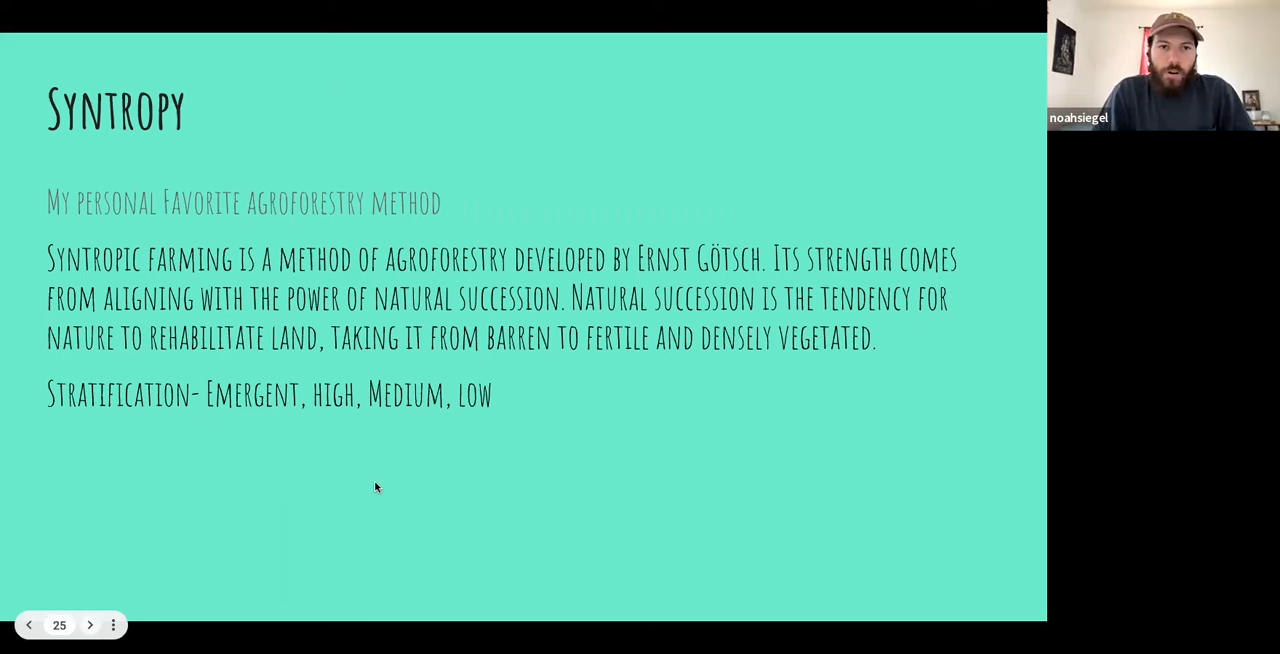 Syntropy
My personal Favorite agroforestry method
Syntropic farming is a method of agroforestry developed by Ernst Götsch. Its strength comes
from aligning with the power of natural succession. Natural succession is the tendency for
nature to rehabilitate land, taking it from barren to fertile and densely vegetated.
Stratification- Emergent, high, Medium, low
25
noahsiegel